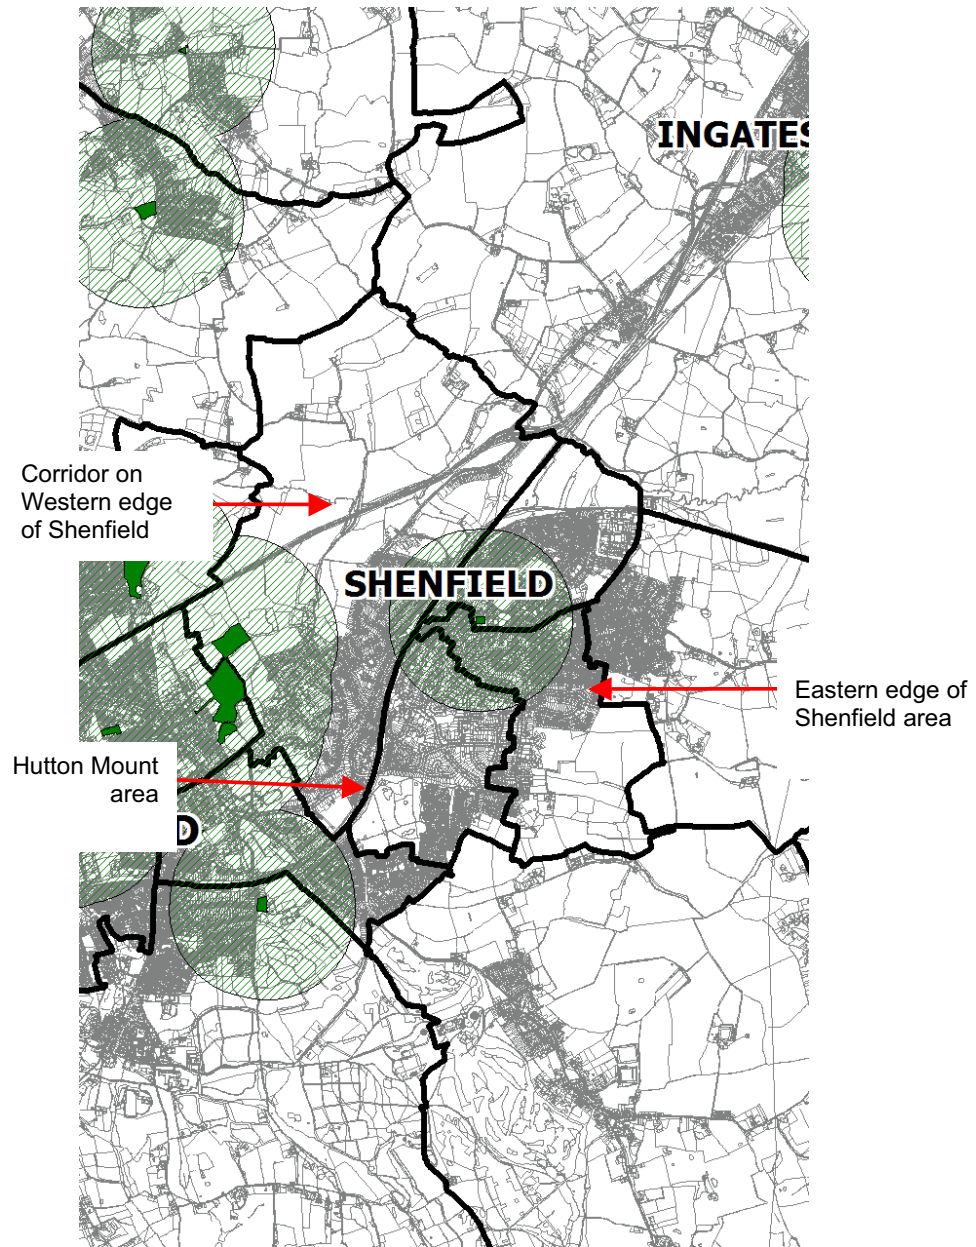 INGATES
Corridor on
Western edge
of Shenfield
SHENFIELD
Eastern edge of
Shenfield area
Hutton Mount
area
D